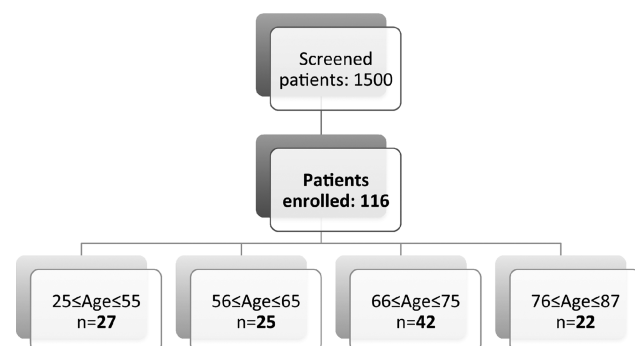 Screened
patients: 1500
Patients
enrolled: 116
25≤Age≤55
n=27
56≤Age≤65
n=25
66≤Age≤75
n=42
76≤Age≤87
n=22